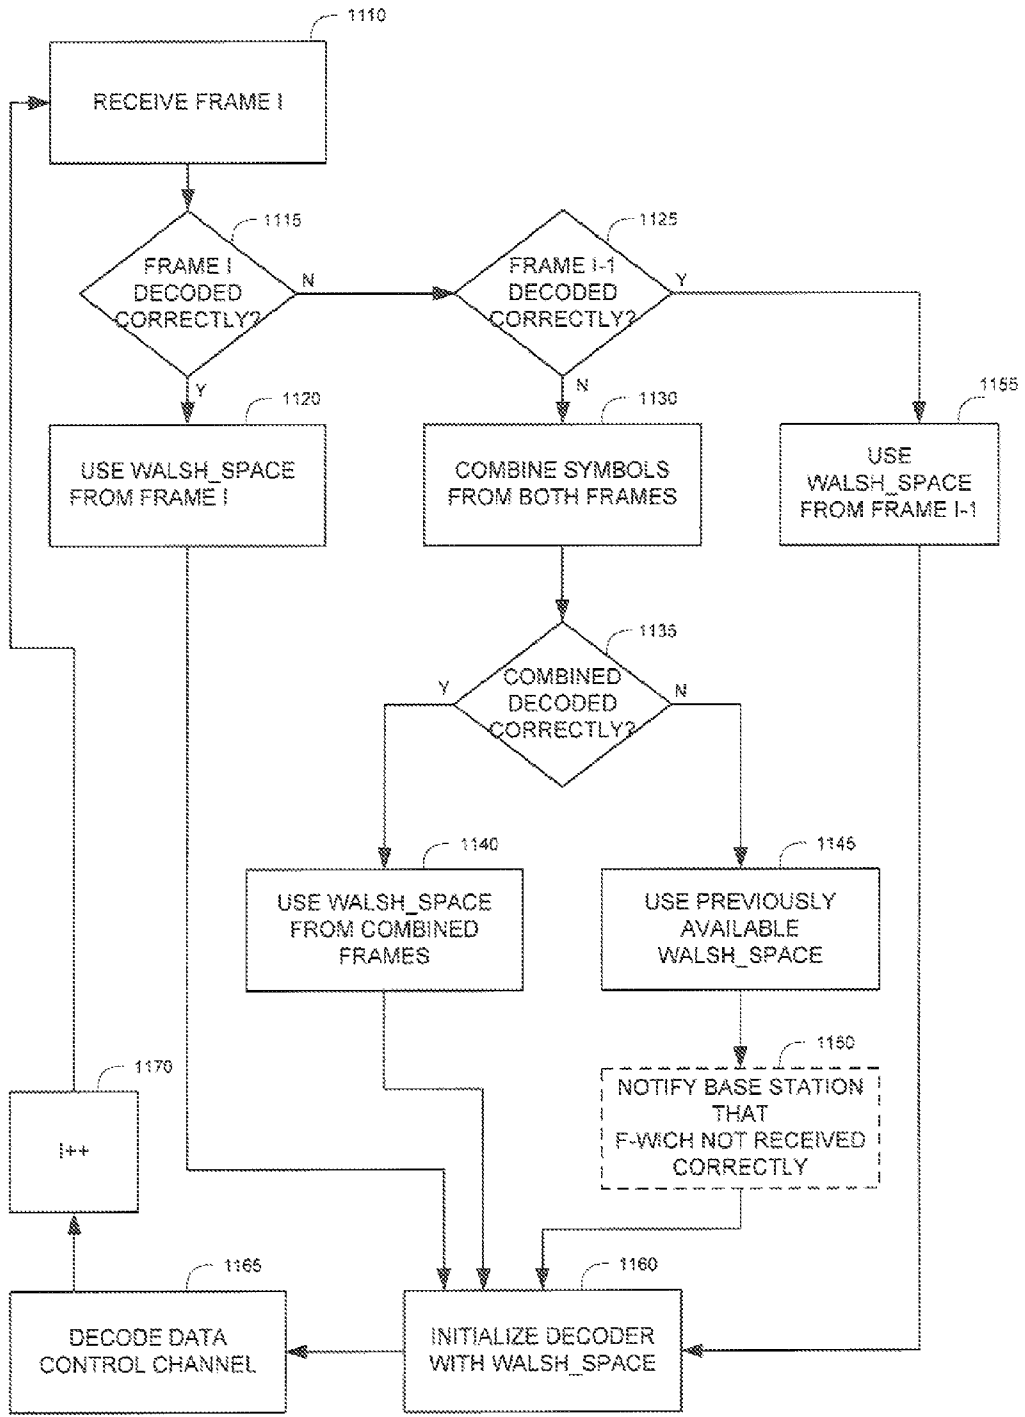 1110
RECEIVE FRAME I
1115
FRAME I
DECODED
CORRECTLY?
N
Y
1125
FRAME I-1
DECODED
CORRECTLY?
Y
N
1120
USE WALSH_SPACE
FROM FRAME I
1130
COMBINE SYMBOLS
FROM BOTH FRAMES
1155
USE
WALSH_SPACE
FROM FRAME I-1
1135
COMBINED
DECODED
CORRECTLY?
Y
N
1140
USE WALSH_SPACE
FROM COMBINED
FRAMES
1145
USE PREVIOUSLY
AVAILABLE
WALSH_SPACE
1150
NOTIFY BASE STATION
THAT
F-WICH NOT RECEIVED
CORRECTLY
1170
I++
1165
DECODE DATA
CONTROL CHANNEL
1160
INITIALIZE DECODER
WITH WALSH_SPACE